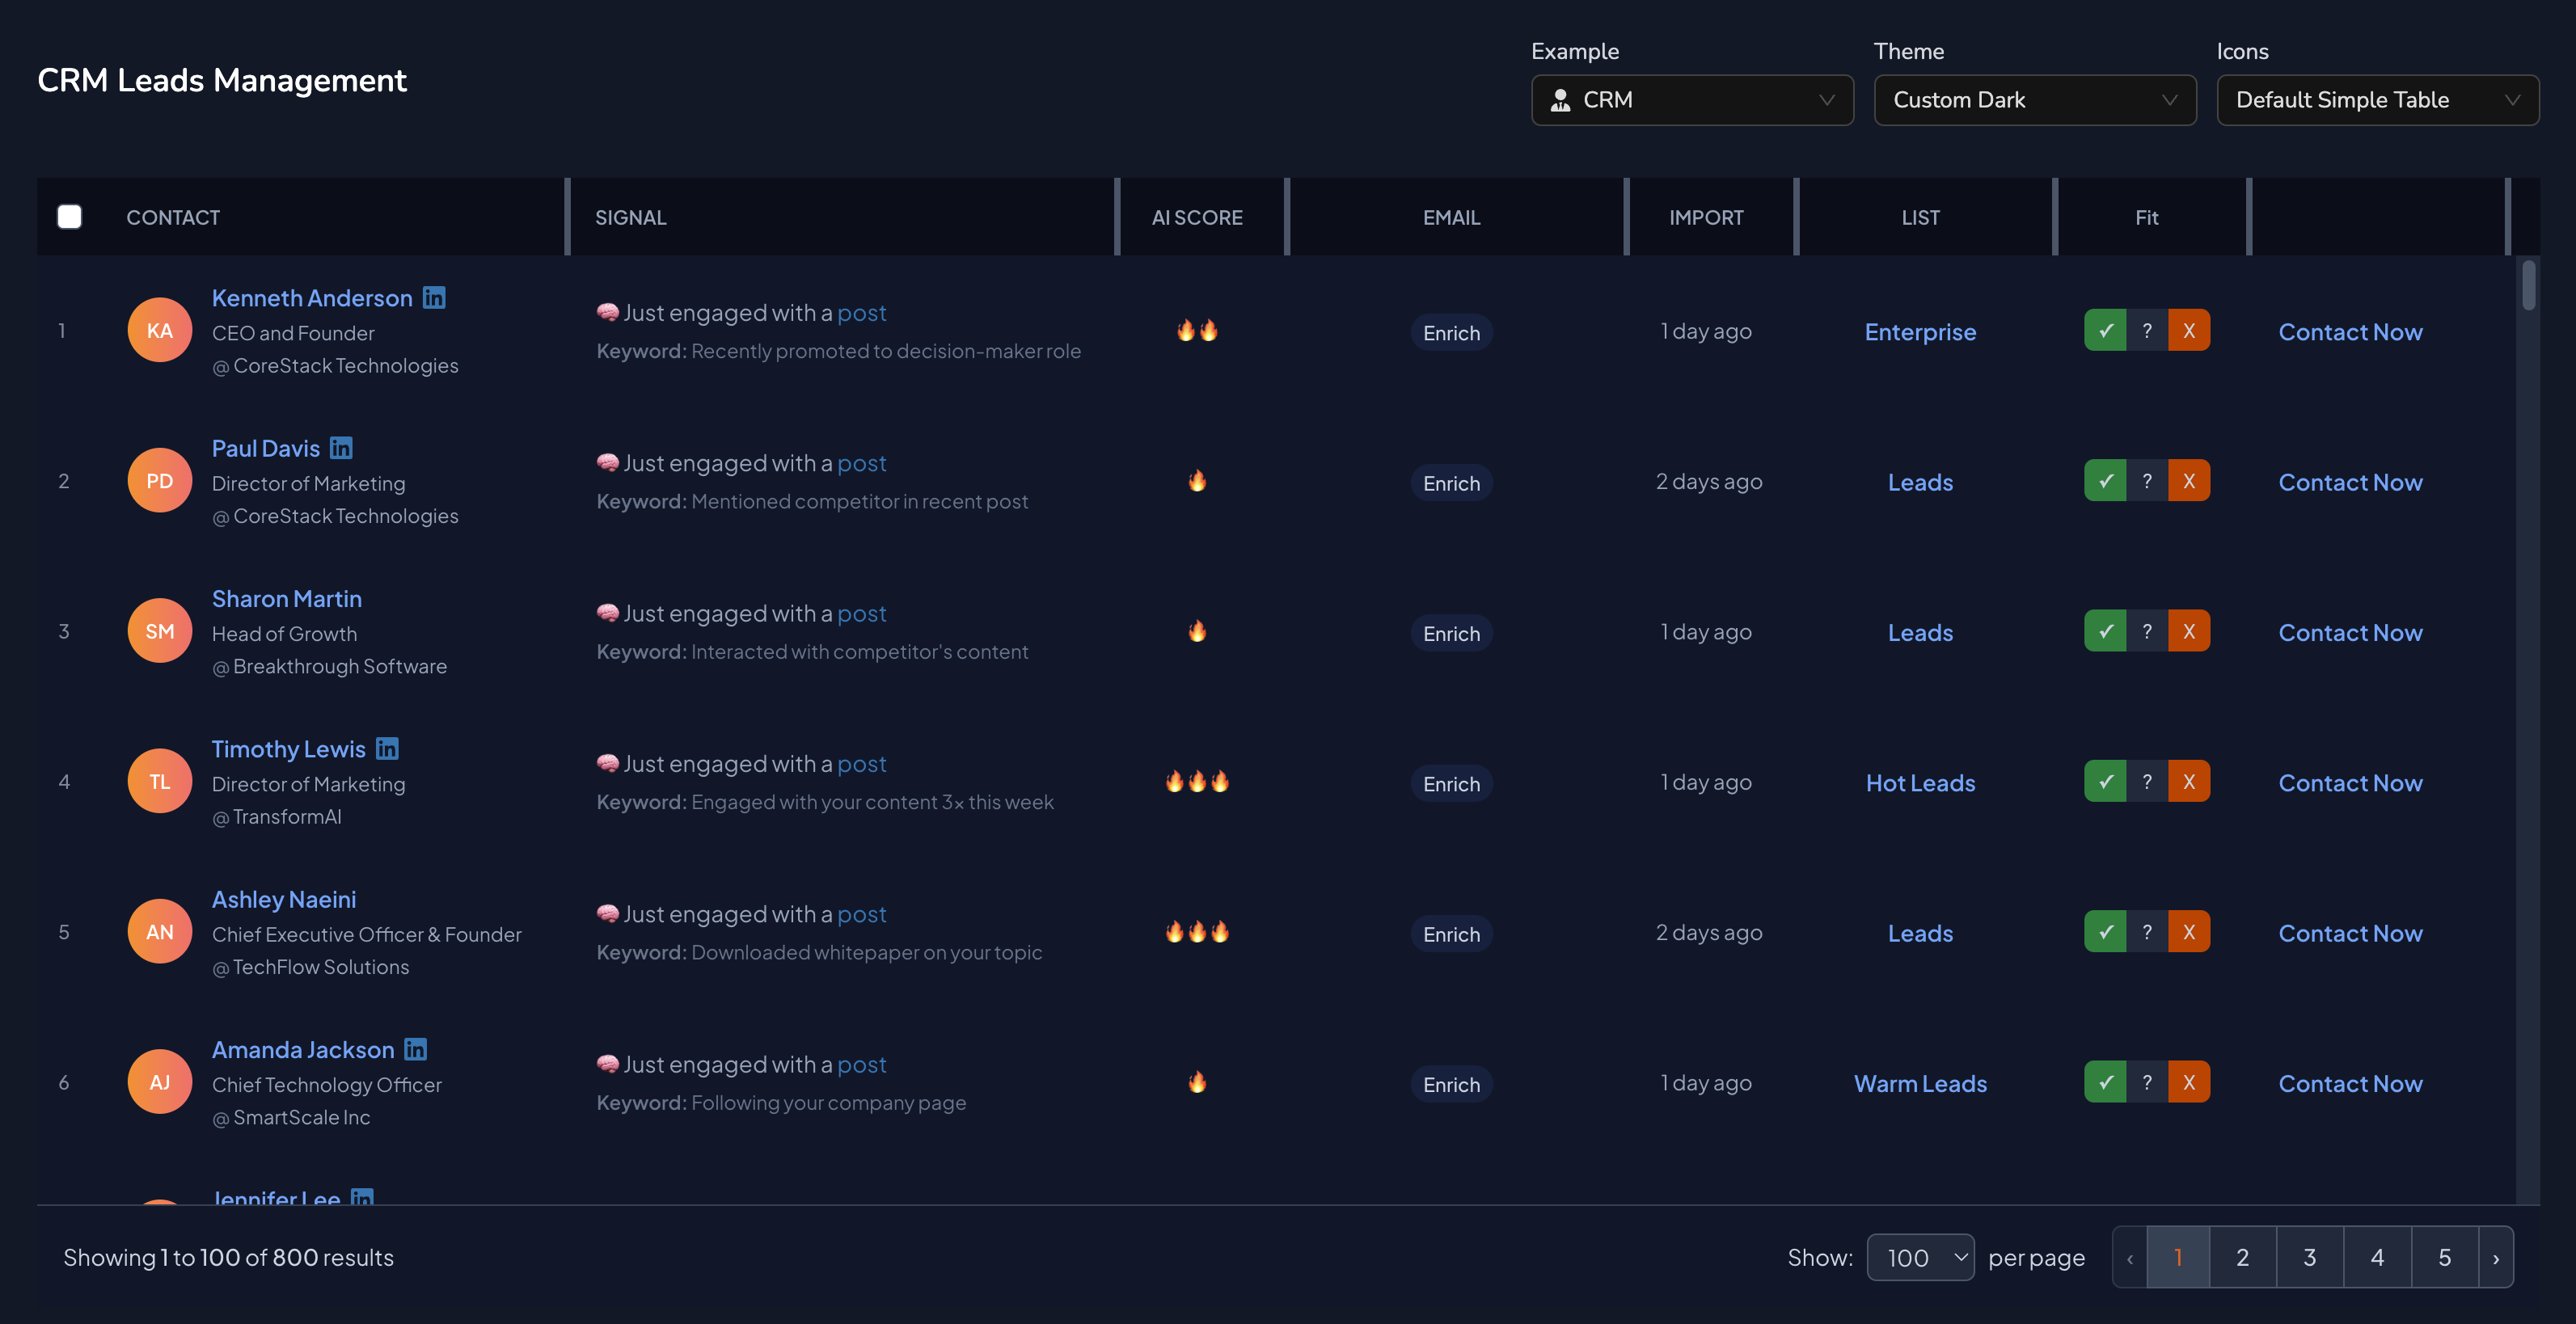 Example Theme Icons
CRM Leads Management
CRM Custom Dark Default Simple Table
CONTACT SIGNAL AI SCORE EMAIL IMPORT LIST Fit
1 KA Kenneth Anderson in
CEO and Founder
@ CoreStack Technologies
🧠 Just engaged with a post
Keyword: Recently promoted to decision-maker role
🔥🔥 Enrich 1 day ago Enterprise ✓ ? X Contact Now
2 PD Paul Davis in
Director of Marketing
@ CoreStack Technologies
🧠 Just engaged with a post
Keyword: Mentioned competitor in recent post
🔥 Enrich 2 days ago Leads ✓ ? X Contact Now
3 SM Sharon Martin
Head of Growth
@ Breakthrough Software
🧠 Just engaged with a post
Keyword: Interacted with competitor's content
🔥 Enrich 1 day ago Leads ✓ ? X Contact Now
4 TL Timothy Lewis in
Director of Marketing
@ TransformAI
🧠 Just engaged with a post
Keyword: Engaged with your content 3× this week
🔥🔥🔥 Enrich 1 day ago Hot Leads ✓ ? X Contact Now
5 AN Ashley Naeini
Chief Executive Officer & Founder
@ TechFlow Solutions
🧠 Just engaged with a post
Keyword: Downloaded whitepaper on your topic
🔥🔥🔥 Enrich 2 days ago Leads ✓ ? X Contact Now
6 AJ Amanda Jackson in
Chief Technology Officer
@ SmartScale Inc
🧠 Just engaged with a post
Keyword: Following your company page
🔥 Enrich 1 day ago Warm Leads ✓ ? X Contact Now
Jennifer Lee in
Showing 1 to 100 of 800 results Show: 100 per page ‹ 1 2 3 4 5 ›